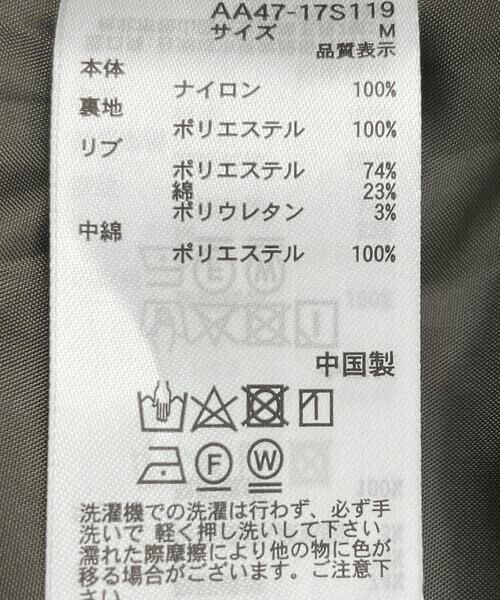 AA47-17S119
サイズ M
品質表示
本体
ナイロン 100%
裏地
ポリエステル 100%
リブ
ポリエステル 74%
綿 23%
ポリウレタン 3%
中綿
ポリエステル 100%
中国製
F W
洗濯機での洗濯は行わず、必ず手
洗いで 軽く押し洗いして下さい
濡れた際摩擦により他の物に色が
移る場合がございます。ご注意下
さい